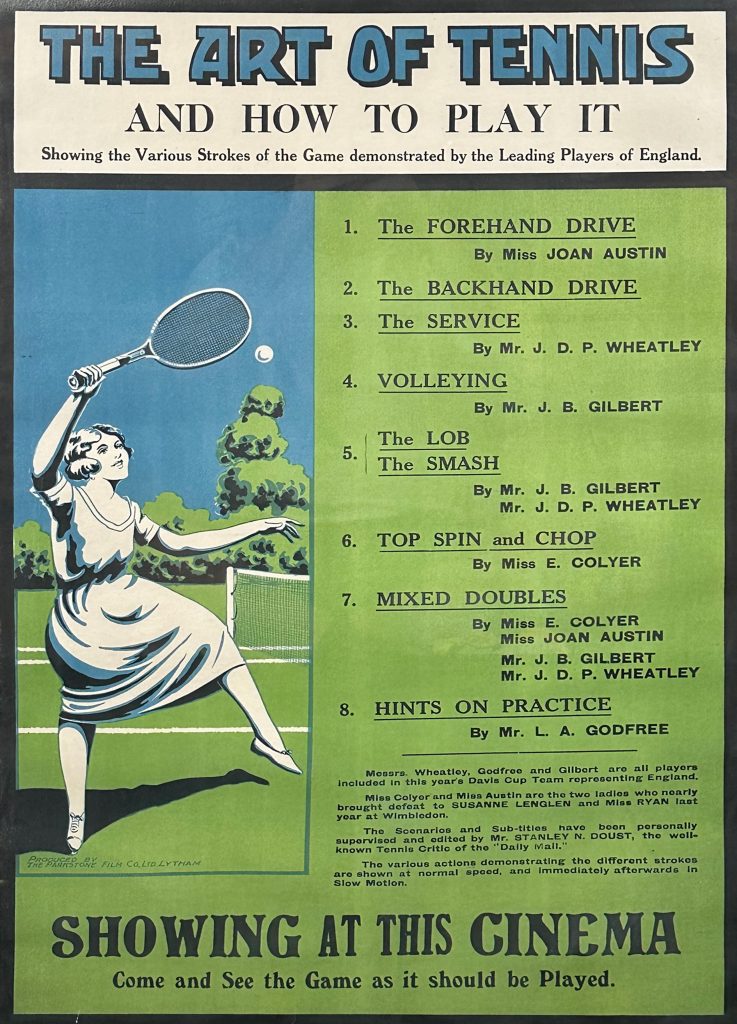 THE ART OF TENNIS
AND HOW TO PLAY IT
Showing the Various Strokes of the Game demonstrated by the Leading Players of England.
1. The FOREHAND DRIVE
By Miss JOAN AUSTIN
2. The BACKHAND DRIVE
3. The SERVICE
By Mr. J. D. P. WHEATLEY
4. VOLLEYING
By Mr. J. B. GILBERT
5. The LOB
The SMASH
By Mr. J. B. GILBERT
Mr. J. D. P. WHEATLEY
6. TOP SPIN and CHOP
By Miss E. COLYER
7. MIXED DOUBLES
By Miss E. COLYER
Miss JOAN AUSTIN
Mr. J. B. GILBERT
Mr. J. D. P. WHEATLEY
8. HINTS ON PRACTICE
By Mr. L. A. GODFREE
Messrs. Wheatley, Godfree and Gilbert are all players
included in this year's Davis Cup Team representing England.
Miss Colyer and Miss Austin are the two ladies who nearly
brought defeat to SUSANNE LENGLEN and Miss RYAN last
year at Wimbledon.
The Scenarios and Sub-titles have been personally
supervised and edited by Mr. STANLEY N. DOUST, the well-
known Tennis Critic of the "Daily Mail."
The various actions demonstrating the different strokes
are shown at normal speed, and immediately afterwards in
Slow Motion.
PRODUCED BY
THE PARKSTONE FILM CO, LTD. LYTHAM
SHOWING AT THIS CINEMA
Come and See the Game as it should be Played.